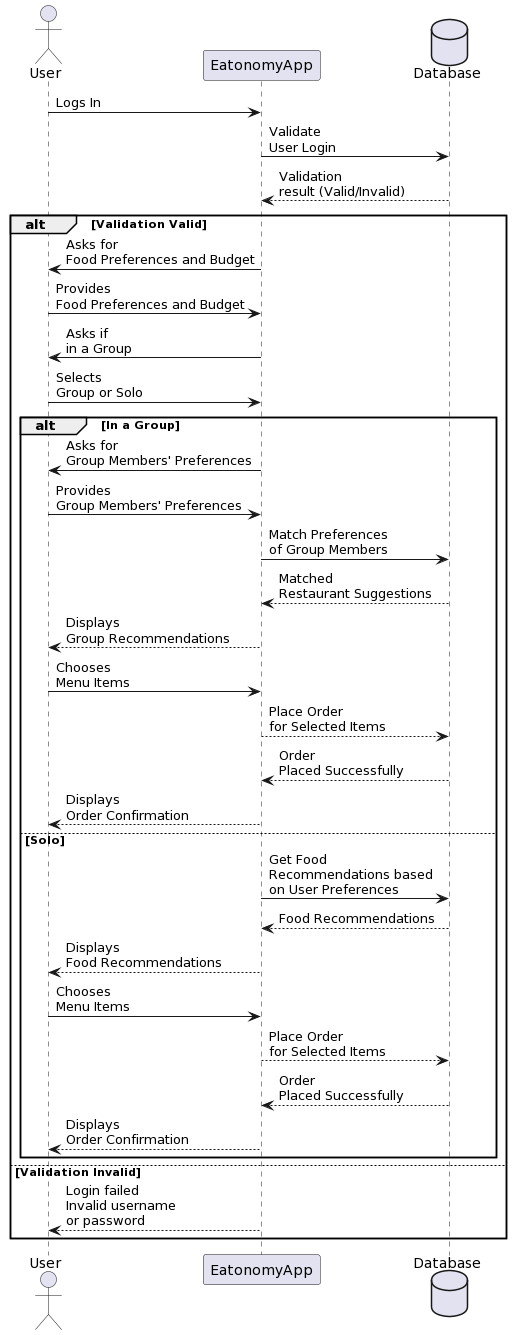 User
EatonomyApp
Database
Logs In
Validate
User Login
Validation
result (Valid/Invalid)
alt [Validation Valid]
Asks for
Food Preferences and Budget
Provides
Food Preferences and Budget
Asks if
in a Group
Selects
Group or Solo
alt [In a Group]
Asks for
Group Members' Preferences
Provides
Group Members' Preferences
Match Preferences
of Group Members
Matched
Restaurant Suggestions
Displays
Group Recommendations
Chooses
Menu Items
Place Order
for Selected Items
Order
Placed Successfully
Displays
Order Confirmation
[Solo]
Get Food
Recommendations based
on User Preferences
Food Recommendations
Displays
Food Recommendations
Chooses
Menu Items
Place Order
for Selected Items
Order
Placed Successfully
Displays
Order Confirmation
[Validation Invalid]
Login failed
Invalid username
or password
User
EatonomyApp
Database